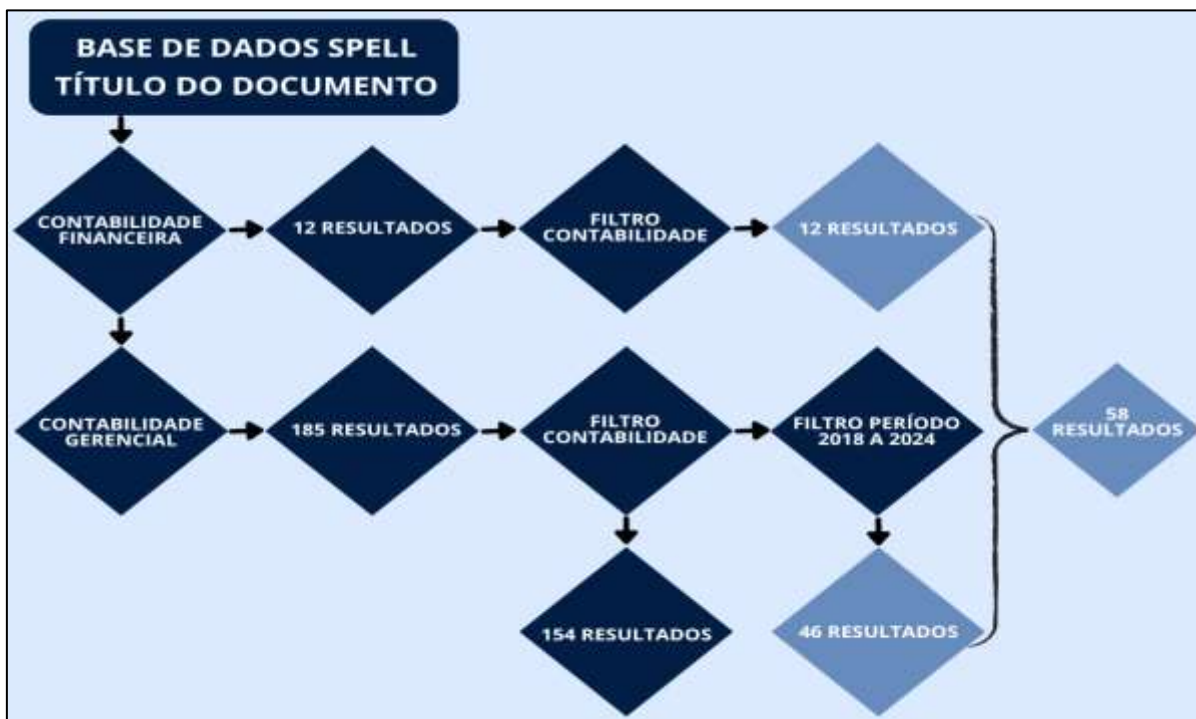 BASE DE DADOS SPELL
TÍTULO DO DOCUMENTO
CONTABILIDADE
FINANCEIRA
12 RESULTADOS
FILTRO
CONTABILIDADE
12 RESULTADOS
CONTABILIDADE
GERENCIAL
185 RESULTADOS
FILTRO
CONTABILIDADE
FILTRO PERÍODO
2018 A 2024
58
RESULTADOS
154 RESULTADOS
46 RESULTADOS